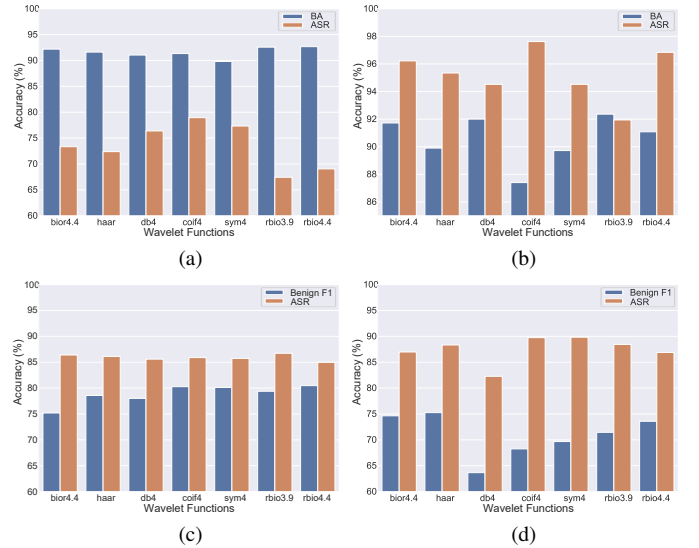 BA
ASR
100
95
90
85
80
75
70
65
60
Accuracy (%)
bior4.4 haar db4 coif4 sym4 rbio3.9 rbio4.4
Wavelet Functions
(a)
BA
ASR
100
98
96
94
92
90
88
86
Accuracy (%)
bior4.4 haar db4 coif4 sym4 rbio3.9 rbio4.4
Wavelet Functions
(b)
Benign F1
ASR
100
95
90
85
80
75
70
65
60
Accuracy (%)
bior4.4 haar db4 coif4 sym4 rbio3.9 rbio4.4
Wavelet Functions
(c)
Benign F1
ASR
100
95
90
85
80
75
70
65
60
Accuracy (%)
bior4.4 haar db4 coif4 sym4 rbio3.9 rbio4.4
Wavelet Functions
(d)